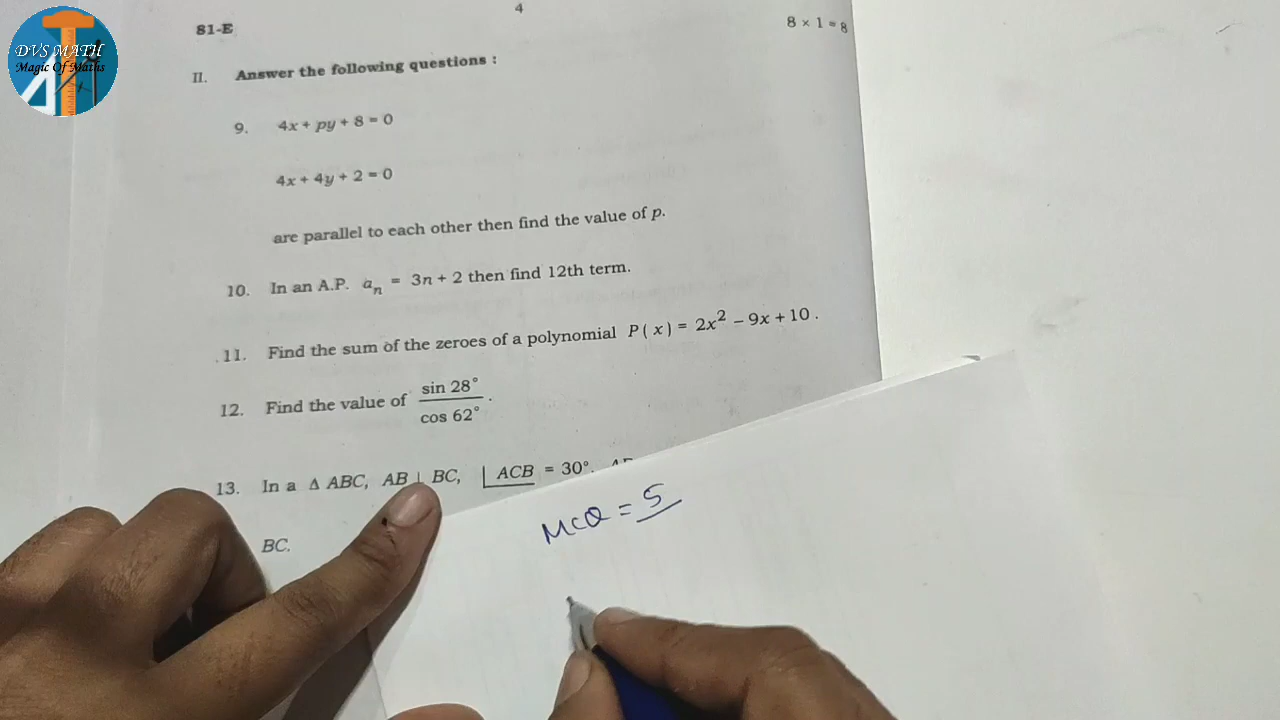 DVS MATH
Magic Of Maths
4
81-E
8 × 1 = 8
II. Answer the following questions :
9. 4x + py + 8 = 0
4x + 4y + 2 = 0
are parallel to each other then find the value of p.
10. In an A.P. aₙ = 3n + 2 then find 12th term.
11. Find the sum of the zeroes of a polynomial P( x ) = 2x² – 9x + 10 .
12. Find the value of sin 28° / cos 62° .
13. In a Δ ABC, AB ⊥ BC, ∠ACB = 30°.
BC.
MCQ = 5